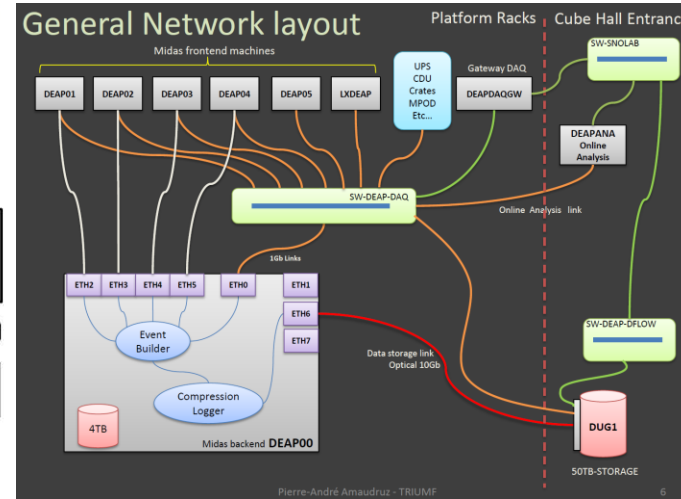 General Network layout
Platform Racks
Cube Hall Entranc
Midas frontend machines
SW-SNOLAB
UPS
CDU
Crates
MPOD
Etc...
Gateway DAQ
DEAP01
DEAP02
DEAP03
DEAP04
DEAP05
LXDEAP
DEAPDAQGW
DEAPANA
Online
Analysis
SW-DEAP-DAQ
Online Analysis link
1Gb Links
ETH2
ETH3
ETH4
ETH5
ETH0
ETH1
ETH6
ETH7
Event
Builder
SW-DEAP-DFLOW
Data storage link
Optical 10Gb
Compression
Logger
4TB
DUG1
Midas backend DEAP00
50TB-STORAGE
Pierre-André Amaudruz - TRIUMF
6